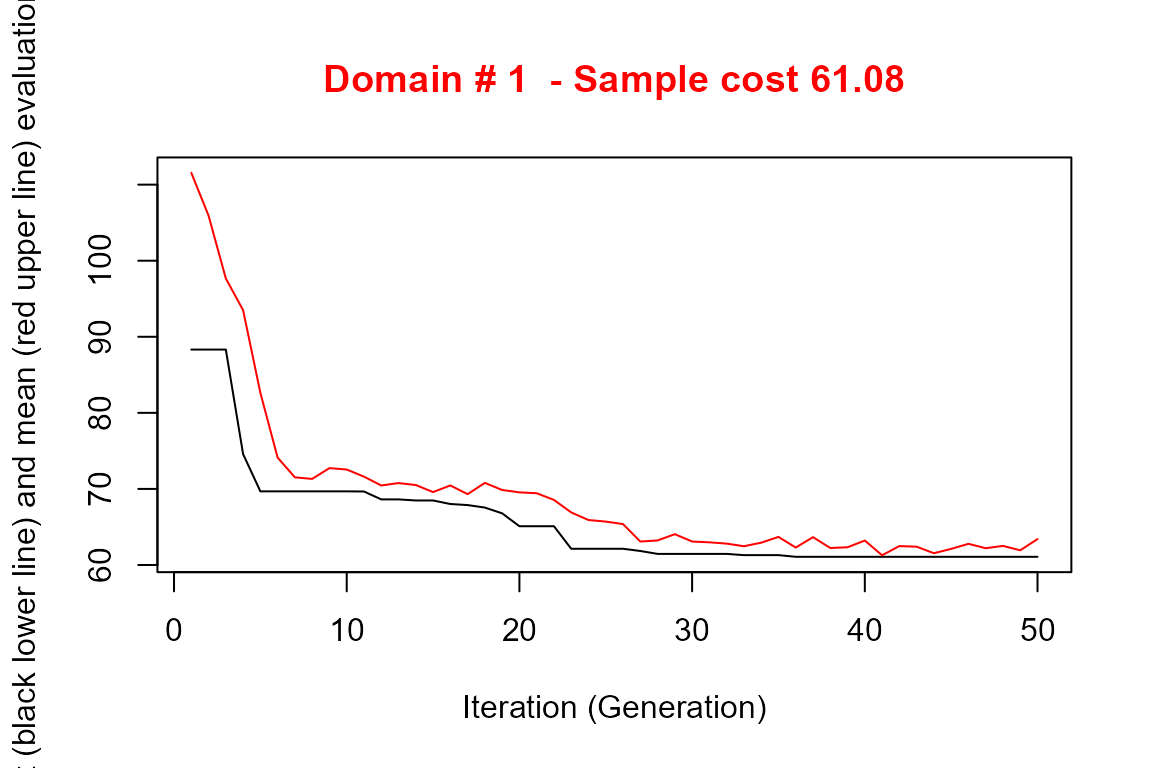 Domain # 1 - Sample cost 61.08
(black lower line) and mean (red upper line) evaluation
100
90
80
70
60
0 10 20 30 40 50
Iteration (Generation)